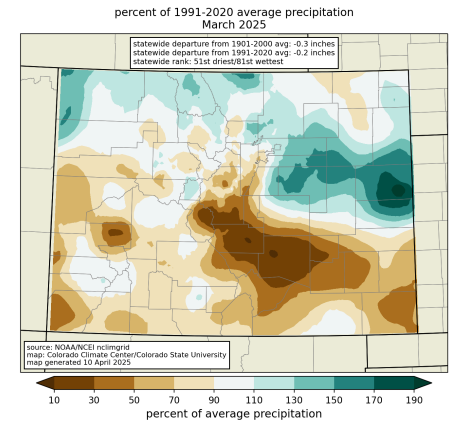 percent of 1991-2020 average precipitation
March 2025
statewide departure from 1901-2000 avg: -0.3 inches
statewide departure from 1991-2020 avg: -0.2 inches
statewide rank: 51st driest/81st wettest
source: NOAA/NCEI nclimgrid
map: Colorado Climate Center/Colorado State University
map generated 10 April 2025
10 30 50 70 90 110 130 150 170 190
percent of average precipitation